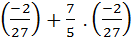 (-2/27) + 7/5 . (-2/27)